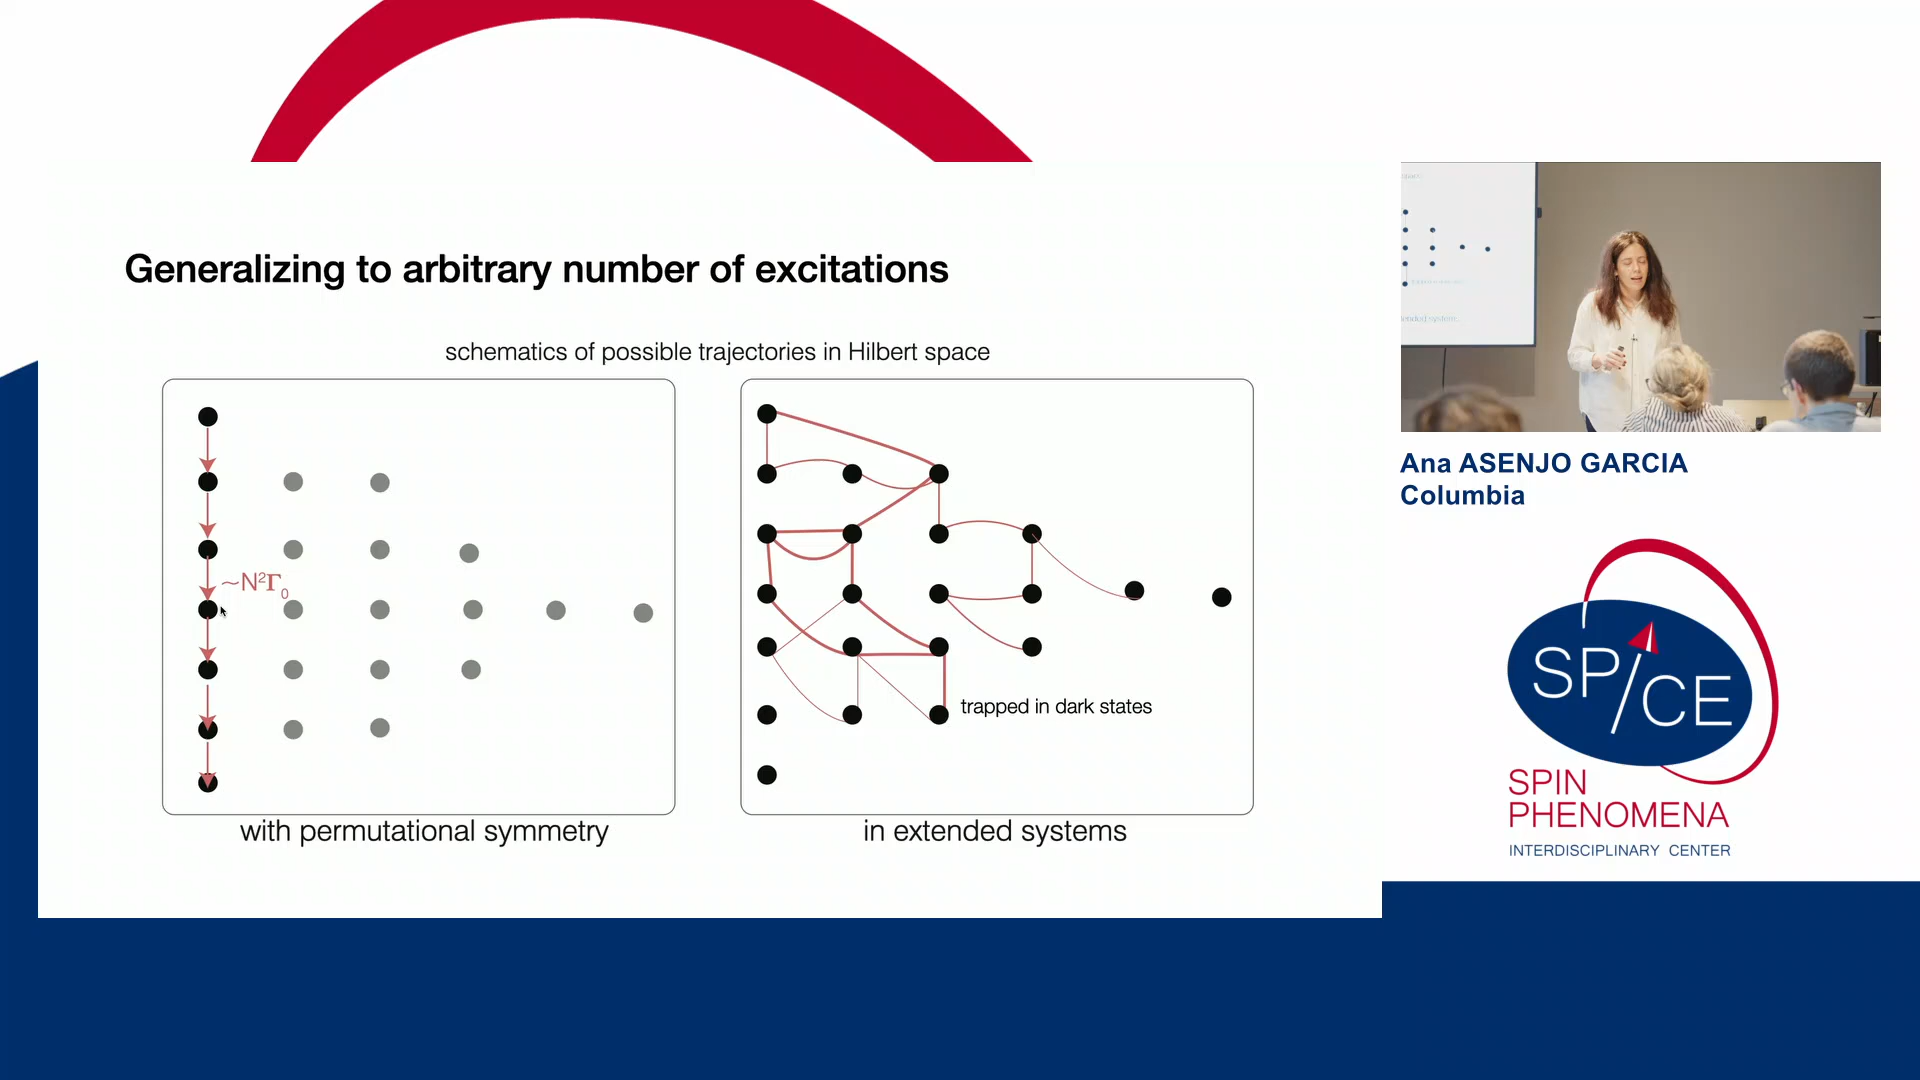 Generalizing to arbitrary number of excitations
schematics of possible trajectories in Hilbert space
~N²Γ₀
with permutational symmetry
trapped in dark states
in extended systems
Ana ASENJO GARCIA
Columbia
SP/CE
SPIN
PHENOMENA
INTERDISCIPLINARY CENTER